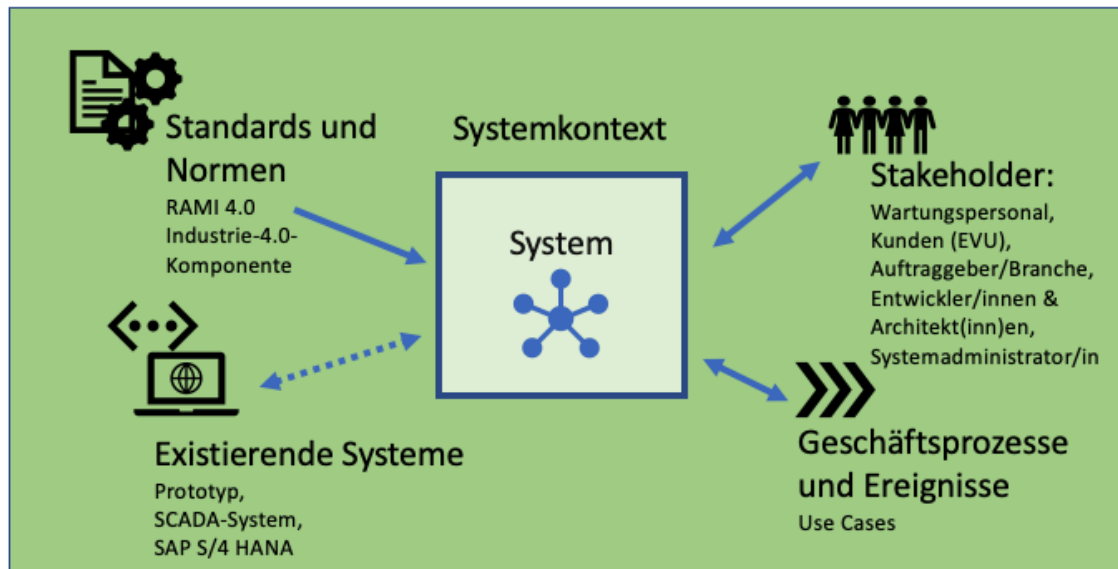 Standards und
Normen
RAMI 4.0
Industrie-4.0-
Komponente
Systemkontext
System
Stakeholder:
Wartungspersonal,
Kunden (EVU),
Auftraggeber/Branche,
Entwickler/innen &
Architekt(inn)en,
Systemadministrator/in
Existierende Systeme
Prototyp,
SCADA-System,
SAP S/4 HANA
Geschäftsprozesse
und Ereignisse
Use Cases